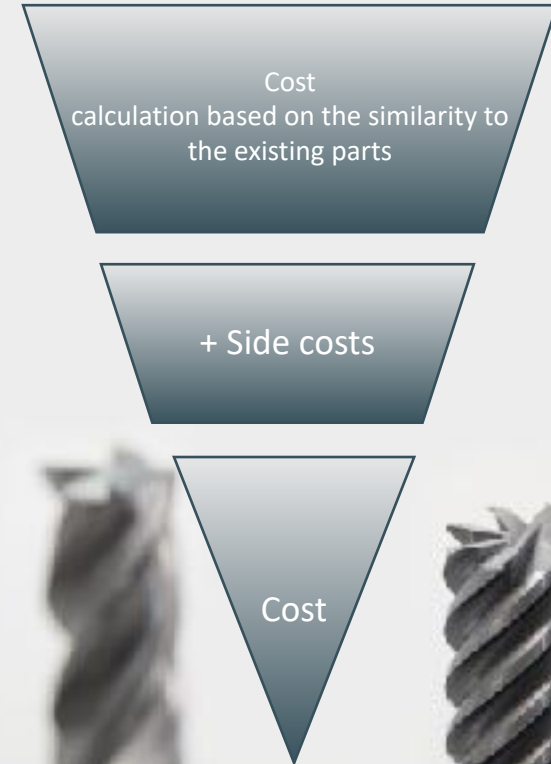 Cost
calculation based on the similarity to
the existing parts
+ Side costs
Cost